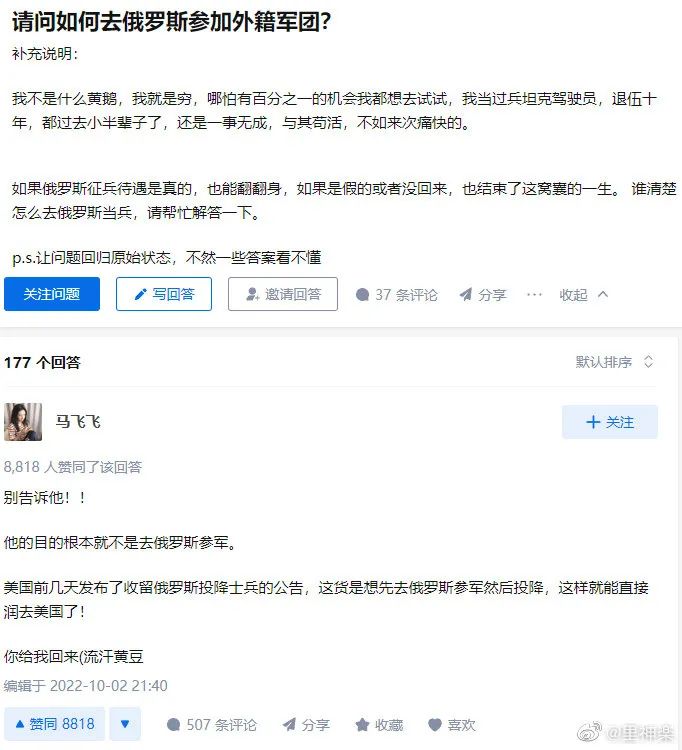 请问如何去俄罗斯参加外籍军团?
补充说明:
我不是什么黄鹅，我就是穷，哪怕有百分之一的机会我都想去试试，我当过兵坦克驾驶员，退伍十
年，都过去小半辈子了，还是一事无成，与其苟活，不如来次痛快的。
如果俄罗斯征兵待遇是真的，也能翻翻身，如果是假的或者没回来，也结束了这窝囊的一生。 谁清楚
怎么去俄罗斯当兵，请帮忙解答一下。
p.s.让问题回归原始状态，不然一些答案看不懂
关注问题 写回答 邀请回答 37 条评论 分享 ··· 收起
177 个回答 默认排序
马飞飞 + 关注
8,818 人赞同了该回答
别告诉他！！
他的目的根本就不是去俄罗斯参军。
美国前几天发布了收留俄罗斯投降士兵的公告，这货是想先去俄罗斯参军然后投降，这样就能直接
润去美国了！
你给我回来(流汗黄豆
编辑于 2022-10-02 21:40
赞同 8818 507 条评论 分享 收藏 喜欢
@里神楽